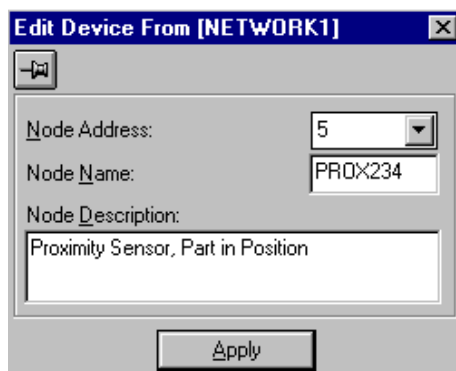 Edit Device From [NETWORK1]
Node Address:
5
Node Name:
PROX234
Node Description:
Proximity Sensor, Part in Position
Apply